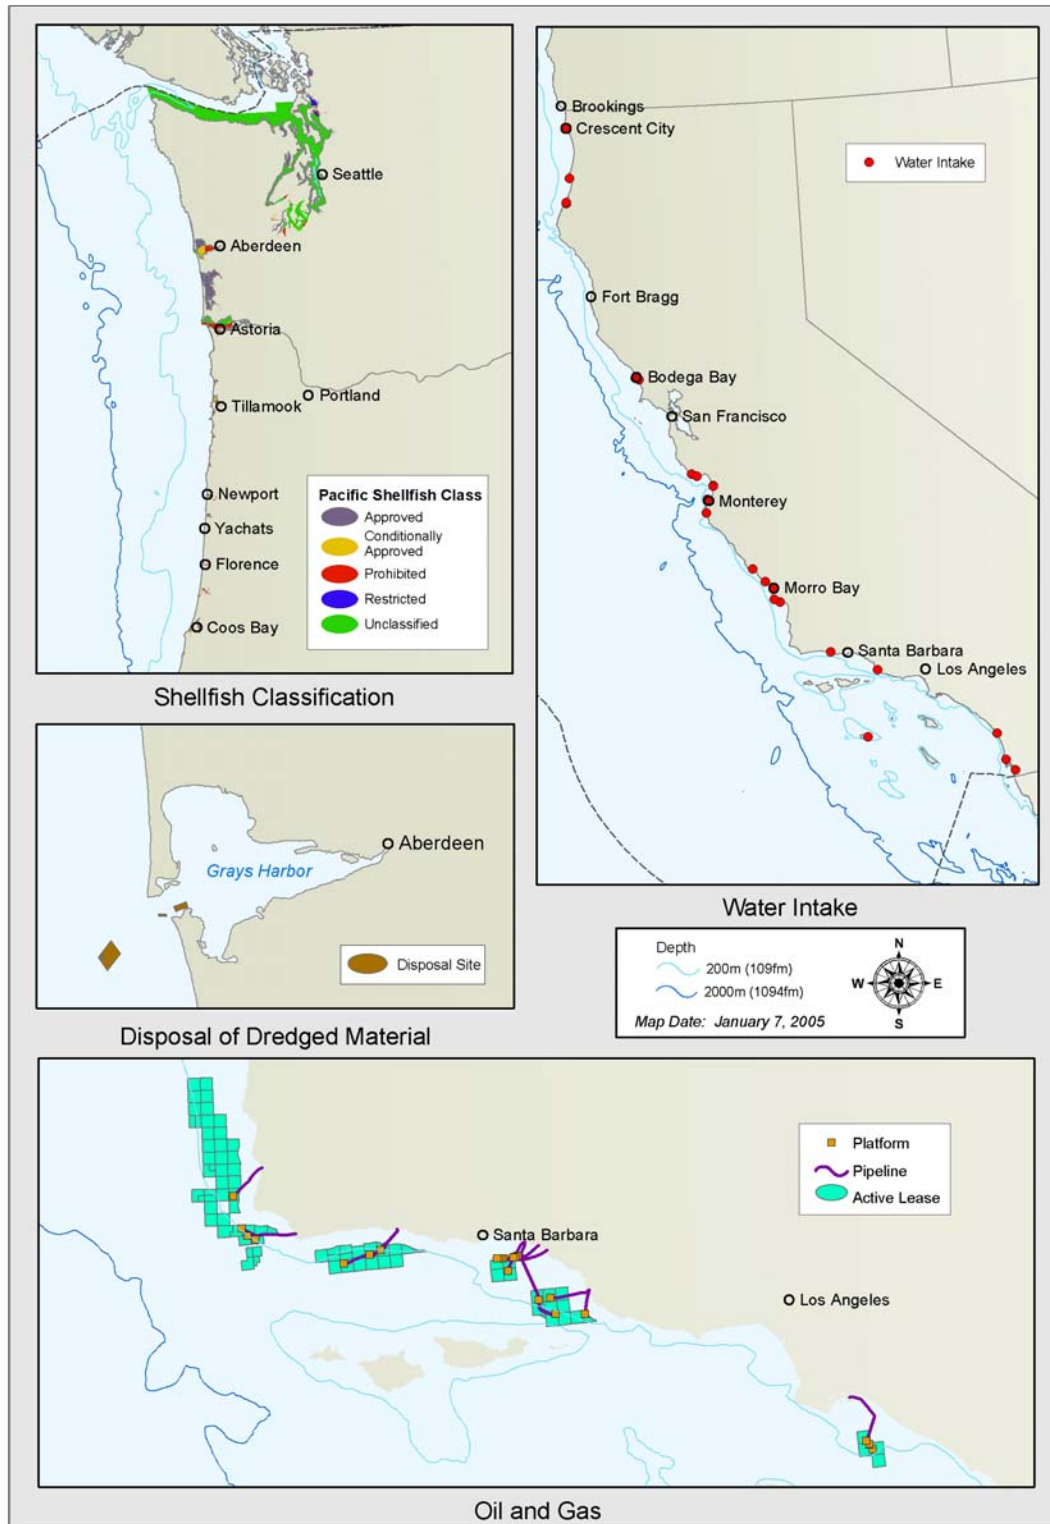 Seattle
Aberdeen
Astoria
Portland
Tillamook
Newport
Yachats
Florence
Coos Bay
Pacific Shellfish Class
Approved
Conditionally
Approved
Prohibited
Restricted
Unclassified
Shellfish Classification
Brookings
Crescent City
Water Intake
Fort Bragg
Bodega Bay
San Francisco
Monterey
Morro Bay
Santa Barbara
Los Angeles
Water Intake
Aberdeen
Grays Harbor
Disposal Site
Disposal of Dredged Material
Depth
200m (109fm)
2000m (1094fm)
Map Date: January 7, 2005
N
W
E
S
Platform
Pipeline
Active Lease
Santa Barbara
Los Angeles
Oil and Gas